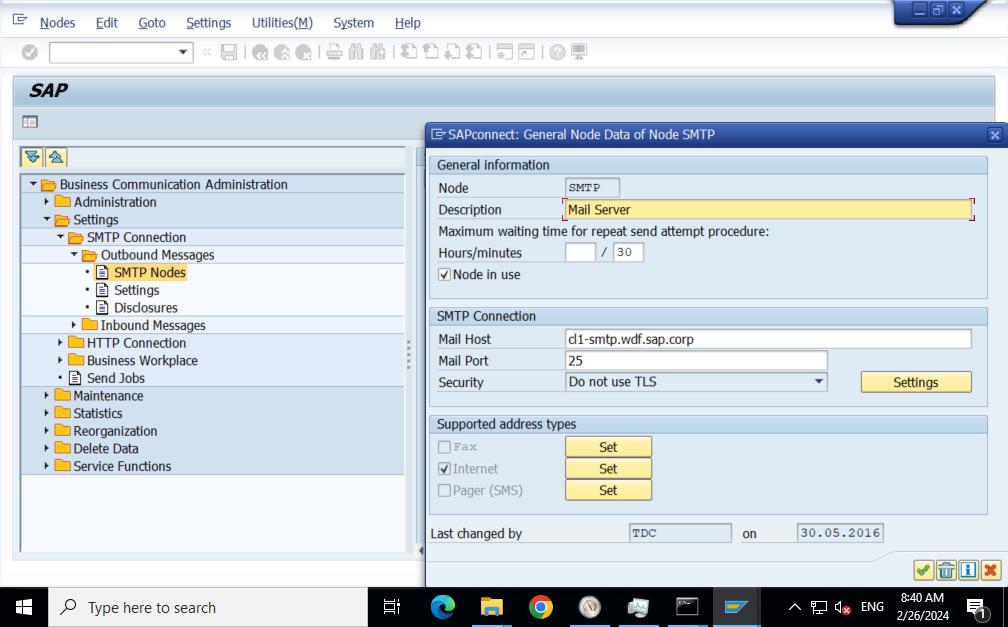 Nodes Edit Goto Settings Utilities(M) System Help
SAP
Business Communication Administration
Administration
Settings
SMTP Connection
Outbound Messages
SMTP Nodes
Settings
Disclosures
Inbound Messages
HTTP Connection
Business Workplace
Send Jobs
Maintenance
Statistics
Reorganization
Delete Data
Service Functions
SAPconnect: General Node Data of Node SMTP
General information
Node SMTP
Description Mail Server
Maximum waiting time for repeat send attempt procedure:
Hours/minutes / 30
Node in use
SMTP Connection
Mail Host cl1-smtp.wdf.sap.corp
Mail Port 25
Security Do not use TLS Settings
Supported address types
Fax Set
Internet Set
Pager (SMS) Set
Last changed by TDC on 30.05.2016
Type here to search
ENG
8:40 AM
2/26/2024
1